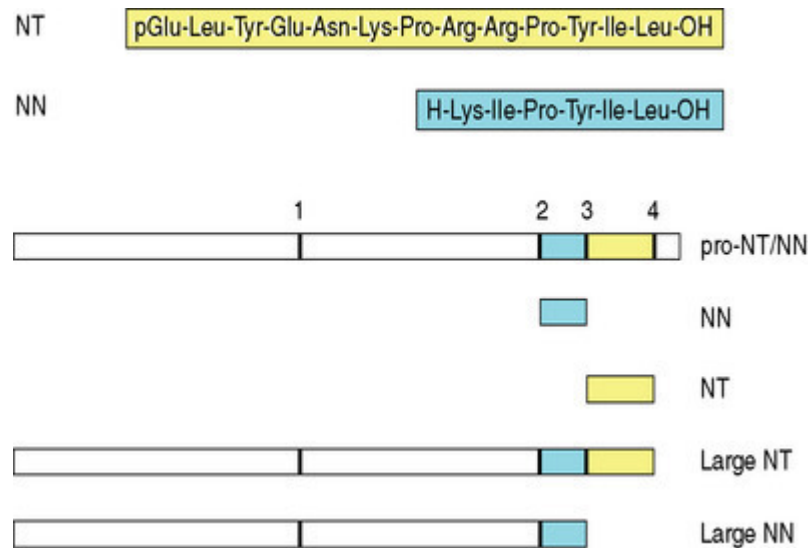 NT pGlu-Leu-Tyr-Glu-Asn-Lys-Pro-Arg-Arg-Pro-Tyr-Ile-Leu-OH
NN H-Lys-Ile-Pro-Tyr-Ile-Leu-OH
1 2 3 4
pro-NT/NN
NN
NT
Large NT
Large NN